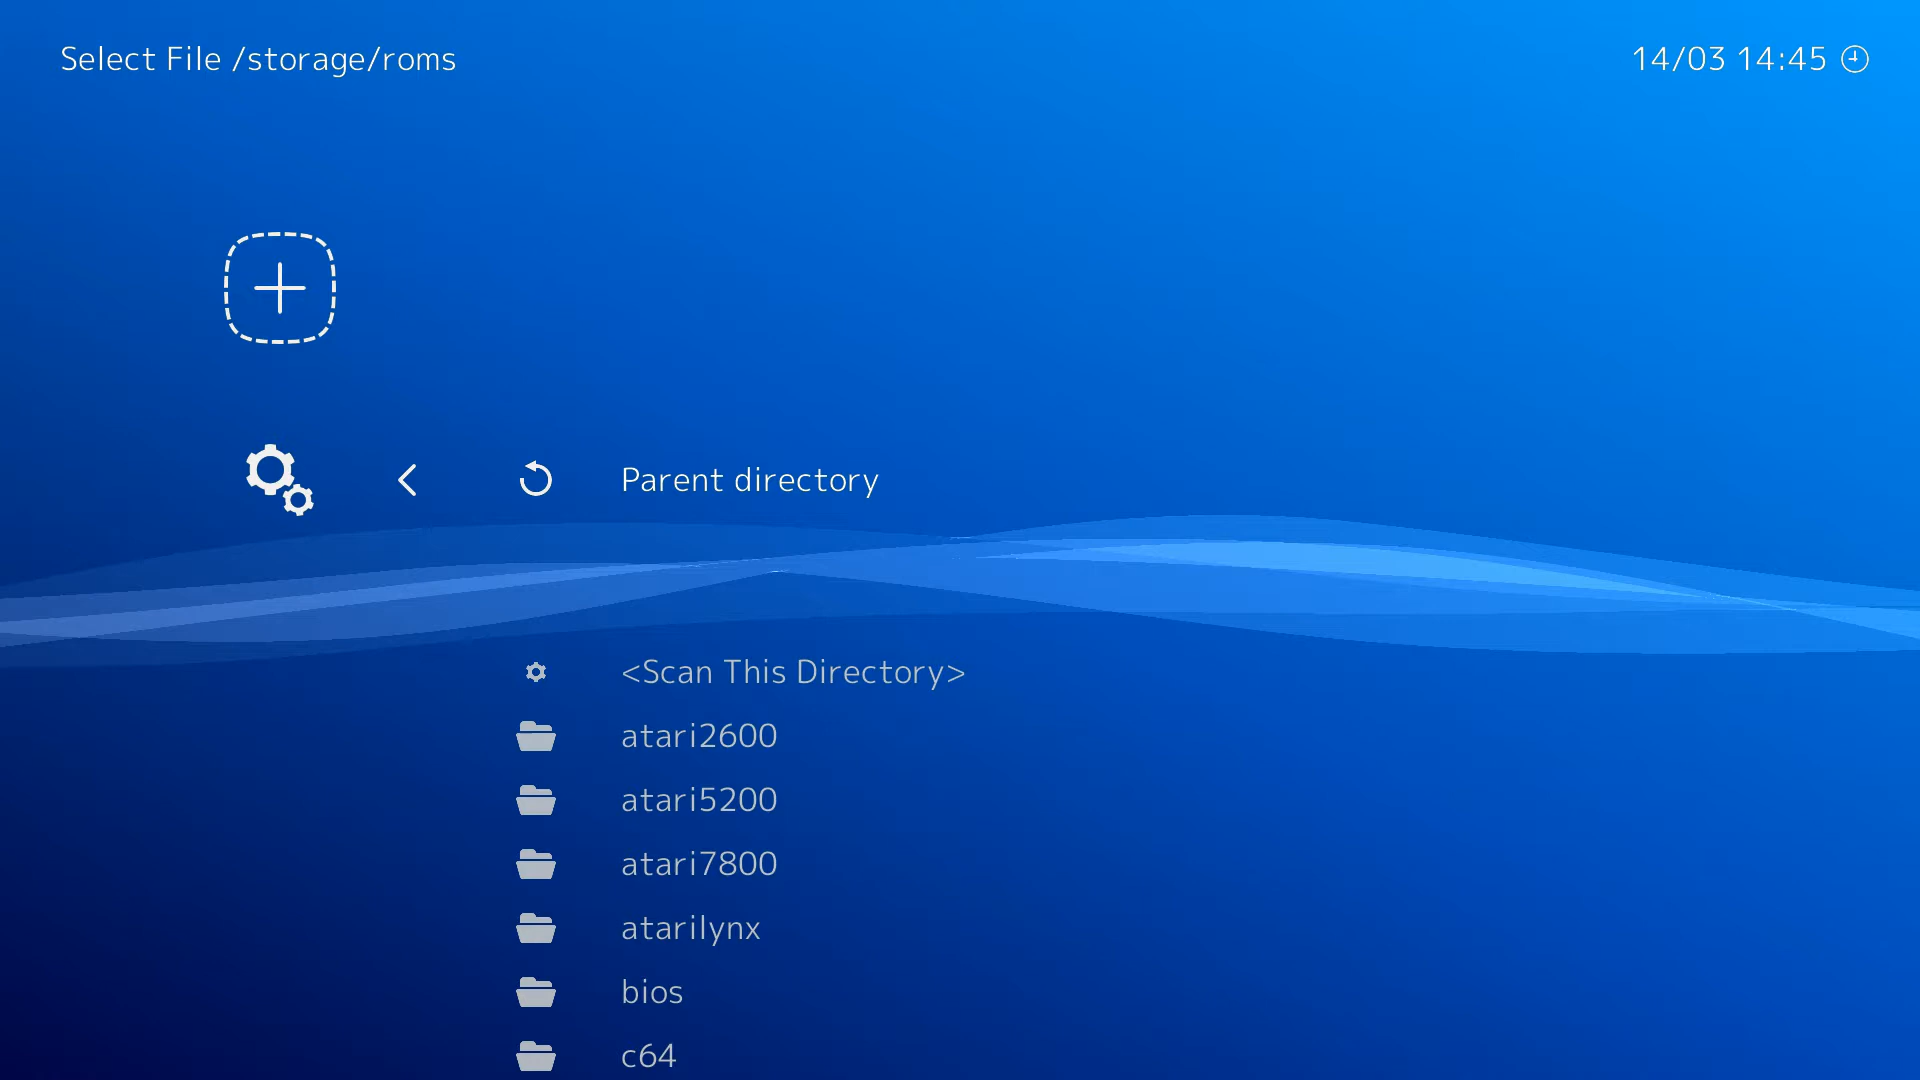 Select File /storage/roms
14/03 14:45
Parent directory
<Scan This Directory>
atari2600
atari5200
atari7800
atarilynx
bios
c64